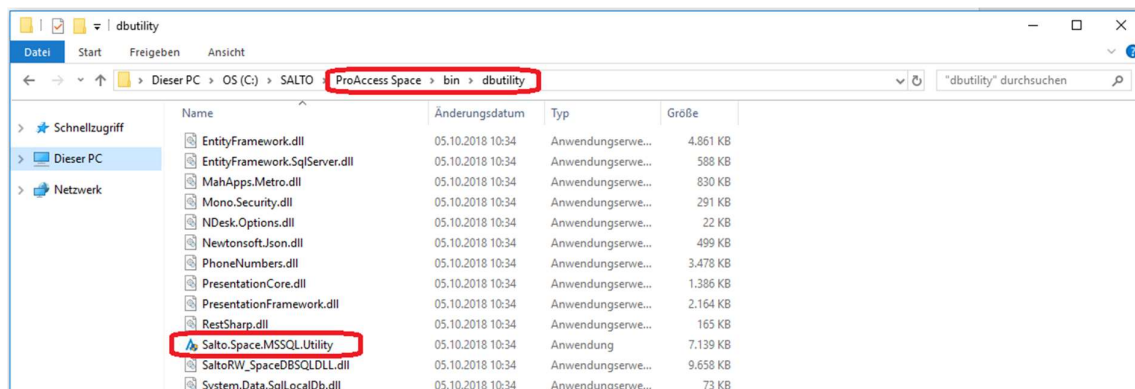 dbutility
Datei Start Freigeben Ansicht
Dieser PC > OS (C:) > SALTO > ProAccess Space > bin > dbutility
"dbutility" durchsuchen
Name Änderungsdatum Typ Größe
Schnellzugriff
Dieser PC
Netzwerk
EntityFramework.dll 05.10.2018 10:34 Anwendungserwe... 4.861 KB
EntityFramework.SqlServer.dll 05.10.2018 10:34 Anwendungserwe... 588 KB
MahApps.Metro.dll 05.10.2018 10:34 Anwendungserwe... 830 KB
Mono.Security.dll 05.10.2018 10:34 Anwendungserwe... 291 KB
NDesk.Options.dll 05.10.2018 10:34 Anwendungserwe... 22 KB
Newtonsoft.Json.dll 05.10.2018 10:34 Anwendungserwe... 499 KB
PhoneNumbers.dll 05.10.2018 10:34 Anwendungserwe... 3.478 KB
PresentationCore.dll 05.10.2018 10:34 Anwendungserwe... 1.386 KB
PresentationFramework.dll 05.10.2018 10:34 Anwendungserwe... 2.164 KB
RestSharp.dll 05.10.2018 10:34 Anwendungserwe... 165 KB
Salto.Space.MSSQL.Utility 05.10.2018 10:34 Anwendung 7.139 KB
SaltoRW_SpaceDBSQLDLL.dll 05.10.2018 10:34 Anwendungserwe... 9.658 KB
System.Data.SqlLocalDb.dll 05.10.2018 10:34 Anwendungserwe... 73 KB